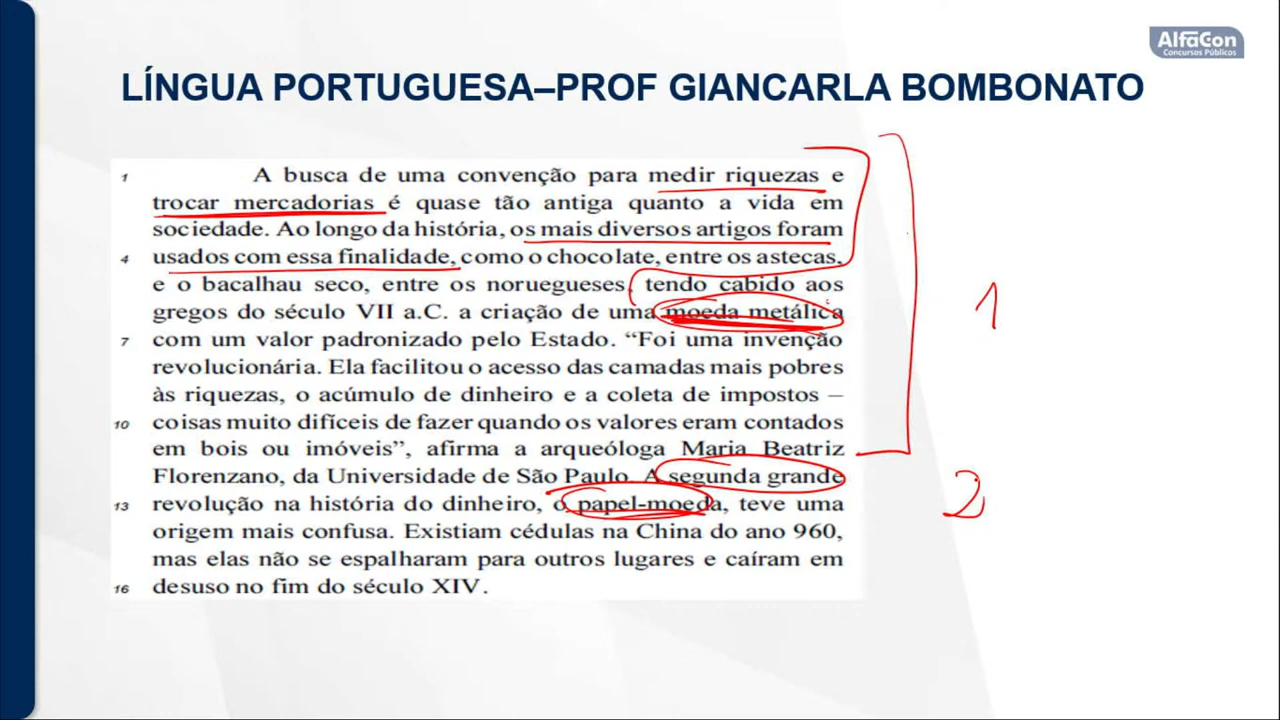 AlfaCon
Concursos Públicos
LÍNGUA PORTUGUESA–PROF GIANCARLA BOMBONATO
1 A busca de uma convenção para medir riquezas e
trocar mercadorias é quase tão antiga quanto a vida em
sociedade. Ao longo da história, os mais diversos artigos foram
4 usados com essa finalidade, como o chocolate, entre os astecas,
e o bacalhau seco, entre os noruegueses, tendo cabido aos
gregos do século VII a.C. a criação de uma moeda metálica
7 com um valor padronizado pelo Estado. “Foi uma invenção
revolucionária. Ela facilitou o acesso das camadas mais pobres
às riquezas, o acúmulo de dinheiro e a coleta de impostos –
10 coisas muito difíceis de fazer quando os valores eram contados
em bois ou imóveis”, afirma a arqueóloga Maria Beatriz
Florenzano, da Universidade de São Paulo. A segunda grande
13 revolução na história do dinheiro, o papel-moeda, teve uma
origem mais confusa. Existiam cédulas na China do ano 960,
mas elas não se espalharam para outros lugares e caíram em
16 desuso no fim do século XIV.
1
2